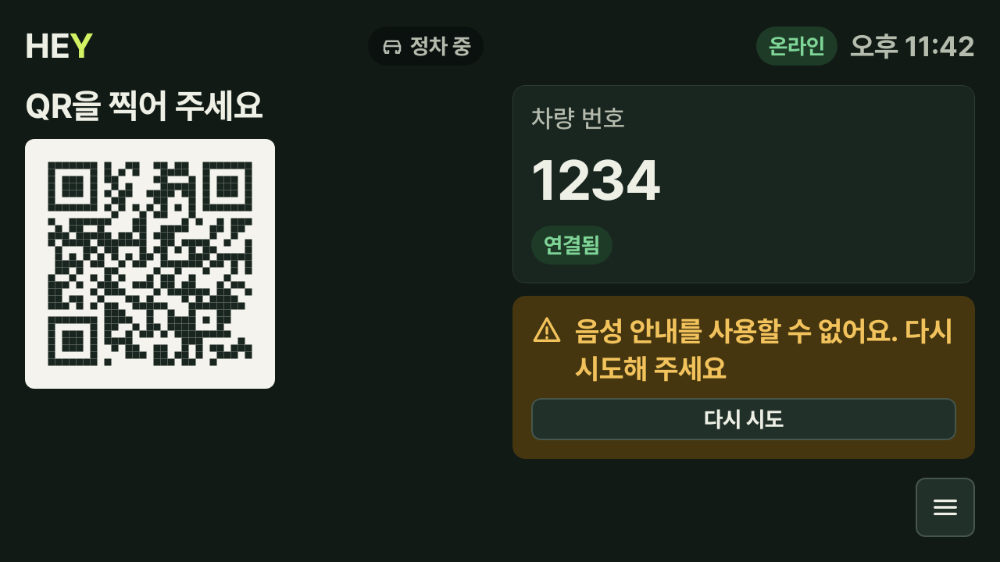 HEY
정차 중
온라인
오후 11:42
QR을 찍어 주세요
차량 번호
1234
연결됨
음성 안내를 사용할 수 없어요. 다시
시도해 주세요
다시 시도